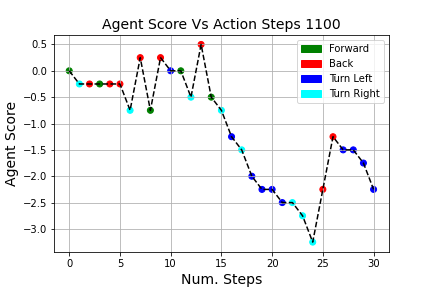 Agent Score Vs Action Steps 1100
Forward
Back
Turn Left
Turn Right
Agent Score
0.5
0.0
−0.5
−1.0
−1.5
−2.0
−2.5
−3.0
0 5 10 15 20 25 30
Num. Steps